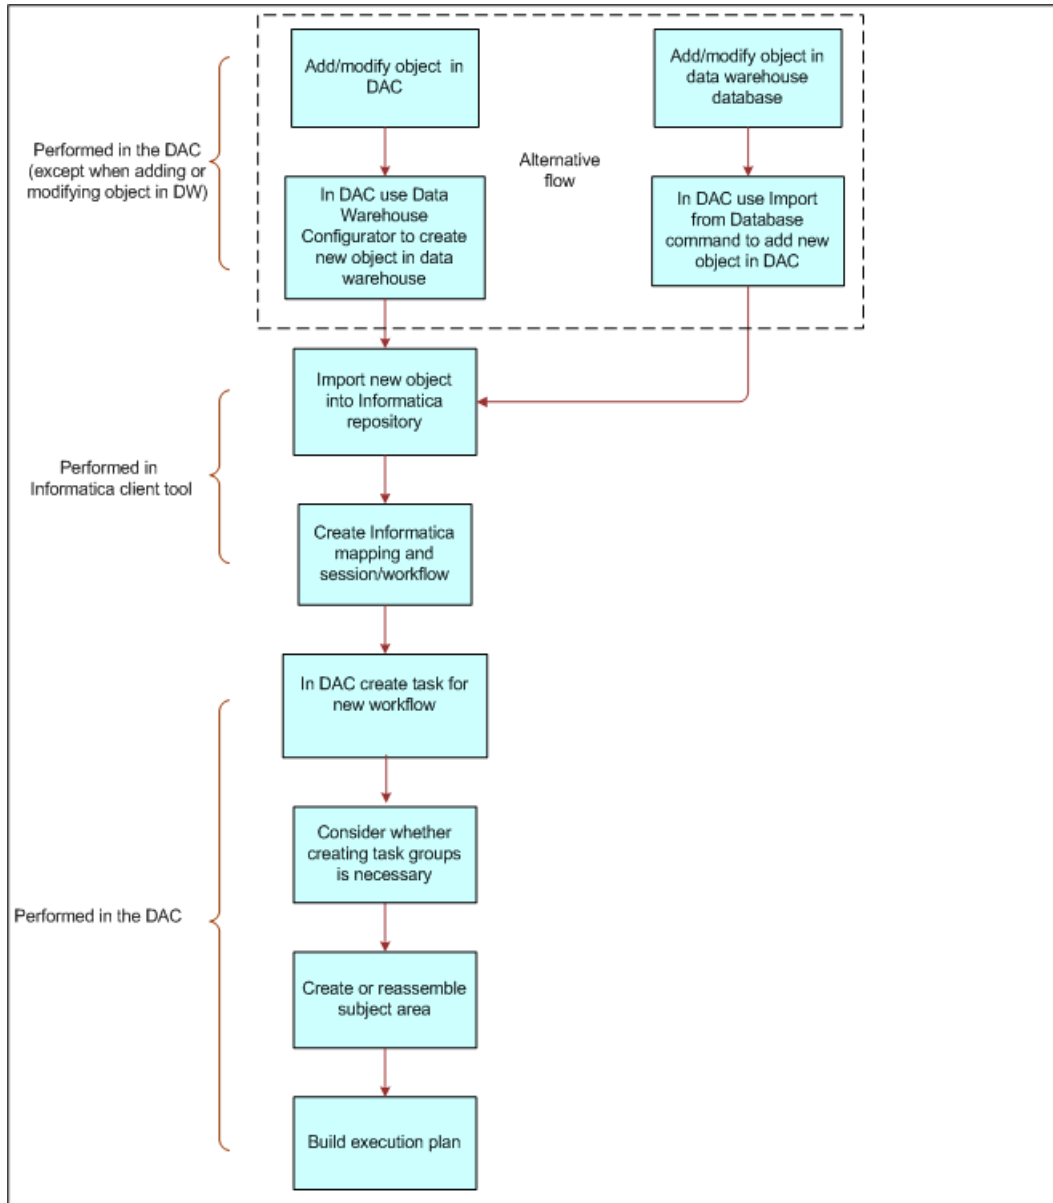 Add/modify object in
DAC
Add/modify object in
data warehouse
database
Performed in the DAC
(except when adding or
modifying object in DW)
Alternative
flow
In DAC use Data
Warehouse
Configurator to create
new object in data
warehouse
In DAC use Import
from Database
command to add new
object in DAC
Import new object
into Informatica
repository
Performed in
Informatica client tool
Create Informatica
mapping and
session/workflow
In DAC create task for
new workflow
Consider whether
creating task groups
is necessary
Performed in the DAC
Create or reassemble
subject area
Build execution plan